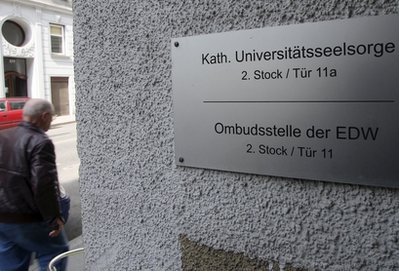 Kath. Universitätsseelsorge
2. Stock / Tür 11a
Ombudsstelle der EDW
2. Stock / Tür 11